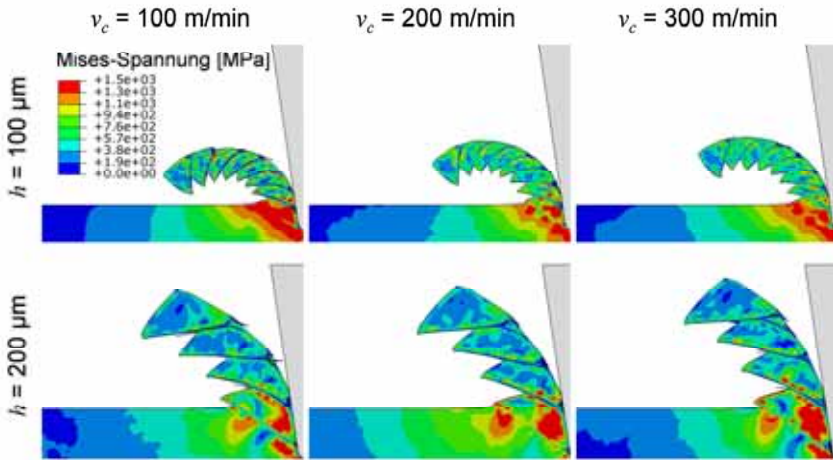 v_c = 100 m/min
v_c = 200 m/min
v_c = 300 m/min
h = 100 µm
Mises-Spannung [MPa]
+1.5e+03
+1.3e+03
+1.1e+03
+9.4e+02
+7.6e+02
+5.7e+02
+3.8e+02
+1.9e+02
+0.0e+00
h = 200 µm